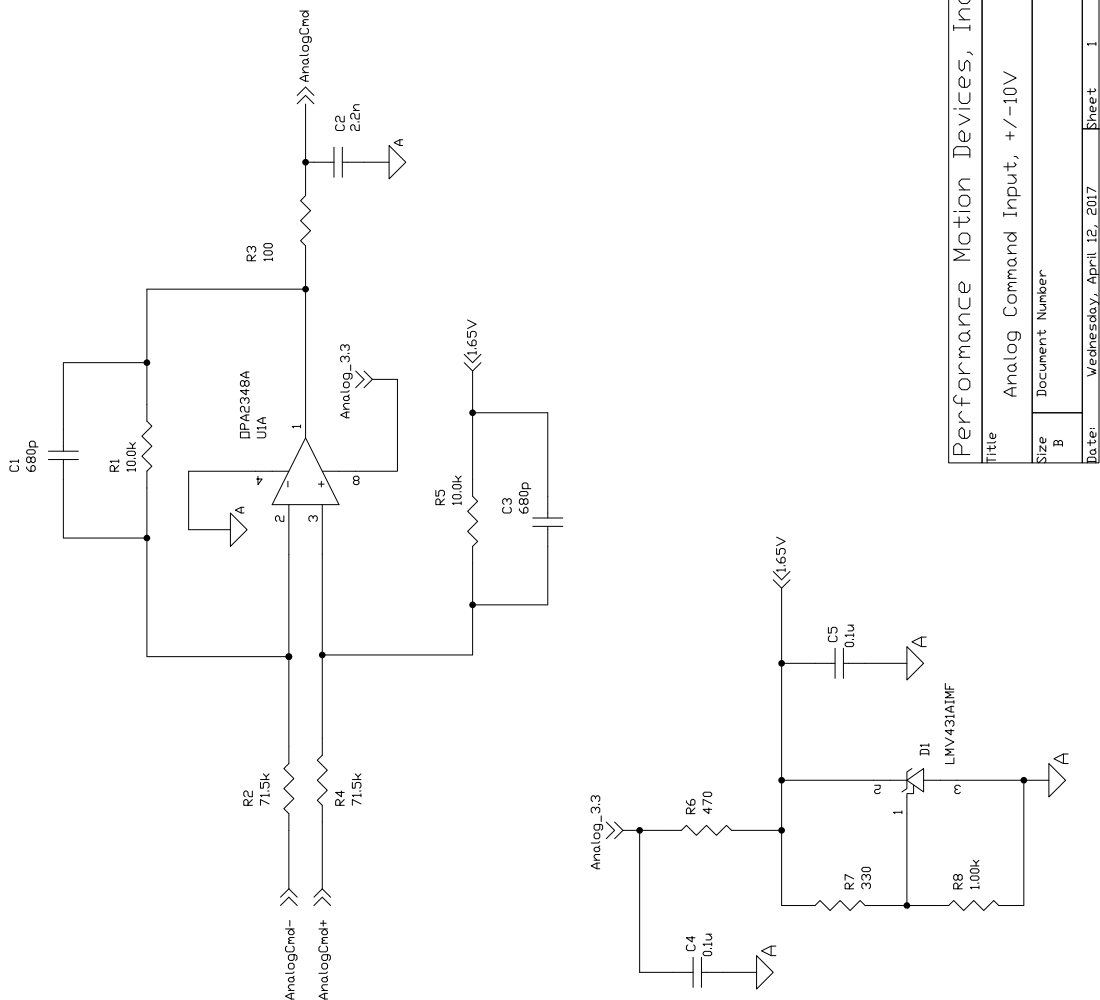 C1
680p
R1
10.0k
OPA2348A
U1A
4
2
3
8
1
-
+
A
Analog_3.3
R3
100
AnalogCmd
C2
2.2n
A
R5
10.0k
C3
680p
1.65V
R2
71.5k
R4
71.5k
AnalogCmd-
AnalogCmd+
Analog_3.3
R6
470
C4
0.1u
A
R7
330
R8
1.00k
1
2
3
D1
LMV431AIMF
A
C5
0.1u
A
1.65V
Performance Motion Devices, Inc
Title
Analog Command Input, +/-10V
Size
B
Document Number
Date:
Wednesday, April 12, 2017
Sheet
1